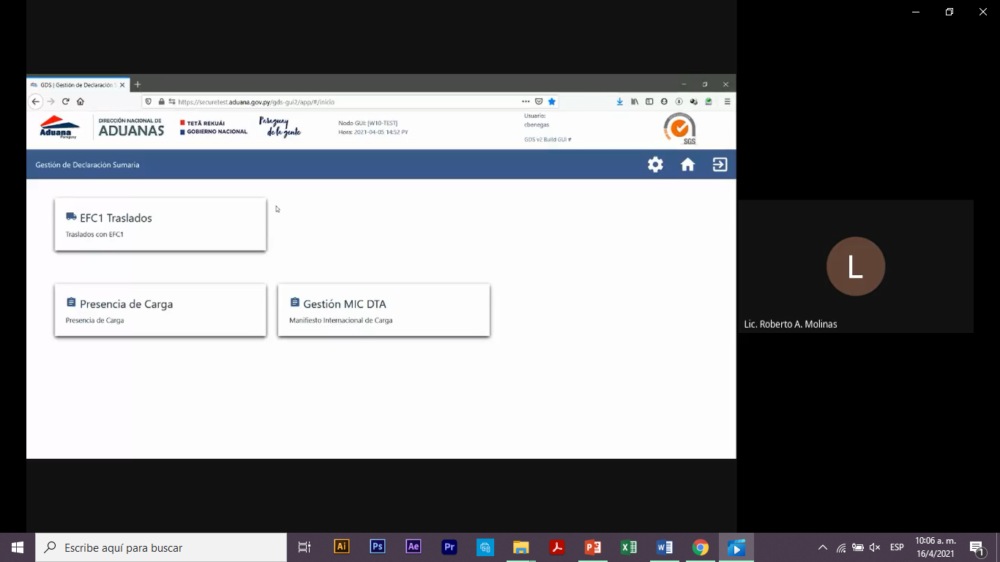 GDS | Gestión de Declaración S
https://securetest.aduana.gov.py/gds-gui2/app/#/inicio
Aduana
Paraguay
DIRECCIÓN NACIONAL DE
ADUANAS
TETÃ REKUÁI
GOBIERNO NACIONAL
Paraguay
de la gente
Nodo GUI: [W10-TEST]
Hora: 2021-04-05 14:52 PY
Usuario:
cbenegas
GDS v2 Build GUI #
SGS
Gestión de Declaración Sumaria
EFC1 Traslados
Traslados con EFC1
Presencia de Carga
Presencia de Carga
Gestión MIC DTA
Manifiesto Internacional de Carga
L
Lic. Roberto A. Molinas
Escribe aquí para buscar
Ai
Ps
Ae
Pr
ESP
10:06 a. m.
16/4/2021
1